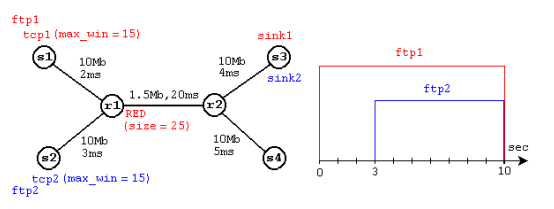 ftp1
tcp1(max_win=15)
s1
10Mb
2ms
r1
1.5Mb,20ms
RED
(size=25)
r2
10Mb
4ms
sink1
s3
sink2
10Mb
3ms
s2
tcp2(max_win=15)
ftp2
10Mb
5ms
s4
ftp1
ftp2
sec
0
3
10